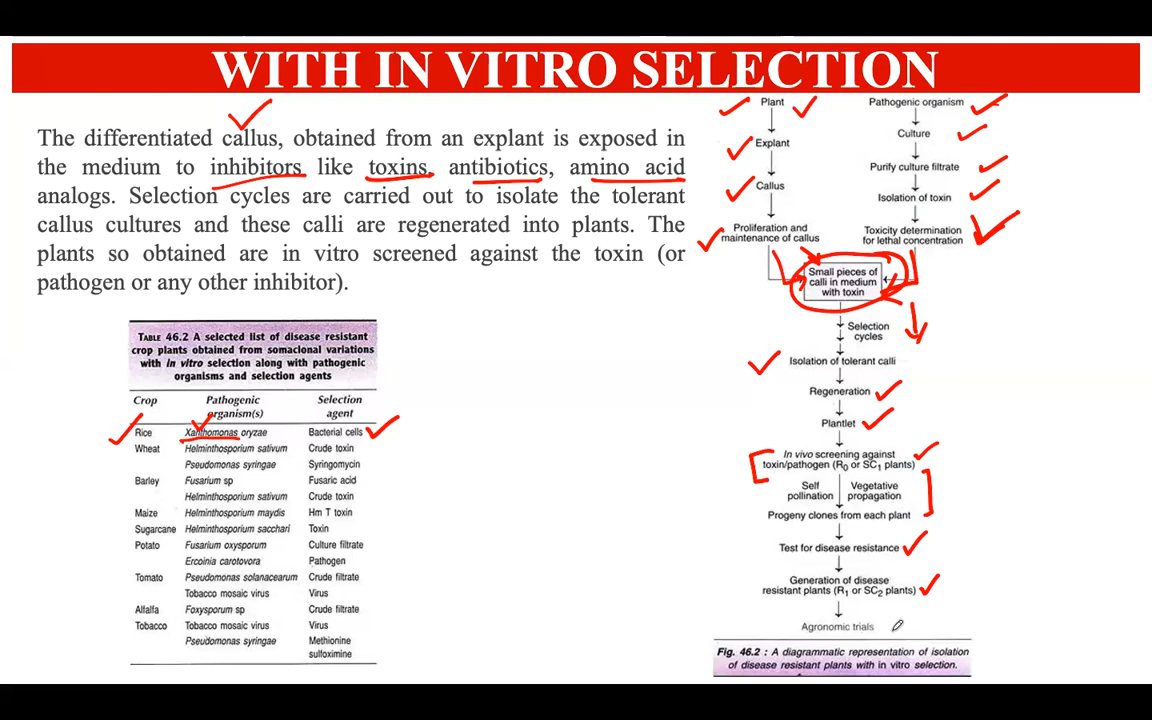 WITH IN VITRO SELECTION
The differentiated callus, obtained from an explant is exposed in
the medium to inhibitors like toxins, antibiotics, amino acid
analogs. Selection cycles are carried out to isolate the tolerant
callus cultures and these calli are regenerated into plants. The
plants so obtained are in vitro screened against the toxin (or
pathogen or any other inhibitor).
TABLE 46.2 A selected list of disease resistant
crop plants obtained from somaclonal variations
with in vitro selection along with pathogenic
organisms and selection agents
Crop Pathogenic Selection
organism(s) agent
Rice Xanthomonas oryzae Bacterial cells
Wheat Helminthosporium sativum Crude toxin
Pseudomonas syringae Syringomycin
Barley Fusarium sp Fusaric acid
Helminthosporium sativum Crude toxin
Maize Helminthosporium maydis Hm T toxin
Sugarcane Helminthosporium sacchari Toxin
Potato Fusarium oxysporum Culture filtrate
Ercoinia carotovora Pathogen
Tomato Pseudomonas solanacearum Crude filtrate
Tobacco mosaic virus Virus
Alfalfa Foxysporum sp Crude filtrate
Tobacco Tobacco mosaic virus Virus
Pseudomonas syringae Methionine
sulfoximine
Plant
Explant
Callus
Proliferation and
maintenance of callus
Pathogenic organism
Culture
Purify culture filtrate
Isolation of toxin
Toxicity determination
for lethal concentration
Small pieces of
calli in medium
with toxin
Selection
cycles
Isolation of tolerant calli
Regeneration
Plantlet
In vivo screening against
toxin/pathogen (R0 or SC1 plants)
Self Vegetative
pollination propagation
Progeny clones from each plant
Test for disease resistance
Generation of disease
resistant plants (R1 or SC2 plants)
Agronomic trials
Fig. 46.2 : A diagrammatic representation of isolation
of disease resistant plants with in vitro selection.